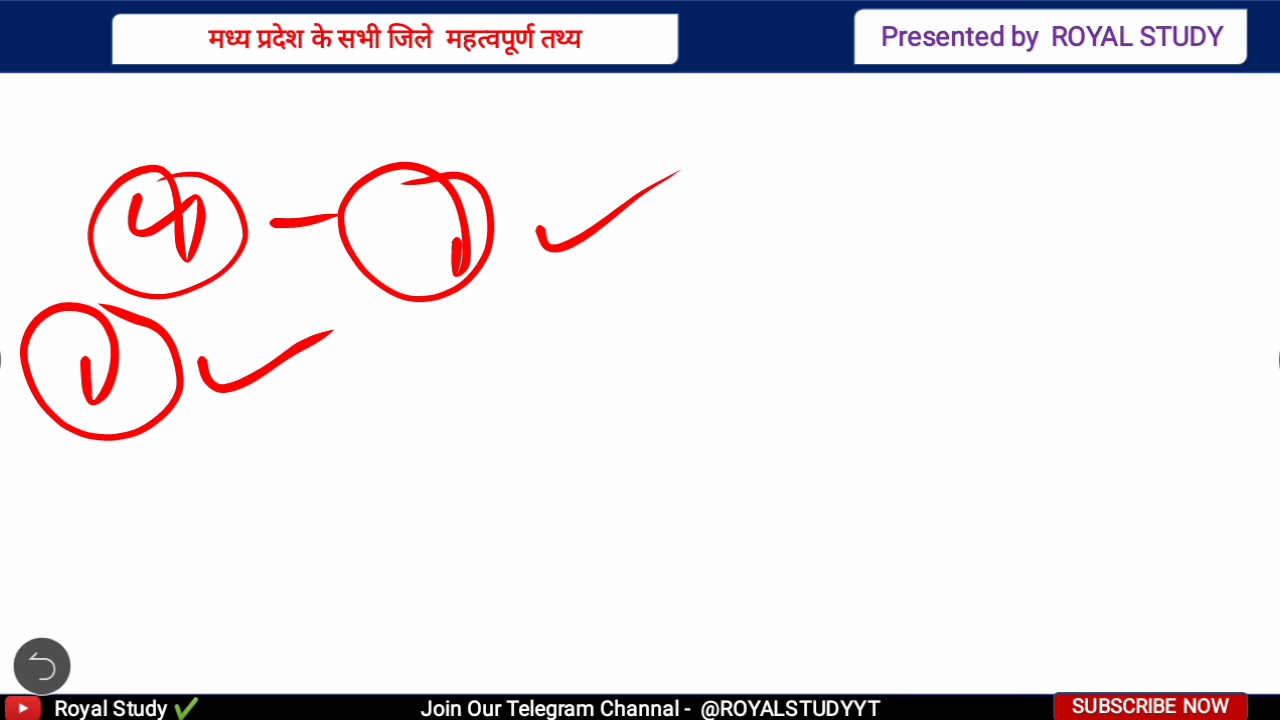 मध्य प्रदेश के सभी जिले महत्वपूर्ण तथ्य
Presented by ROYAL STUDY
Royal Study
Join Our Telegram Channal - @ROYALSTUDYYT
SUBSCRIBE NOW